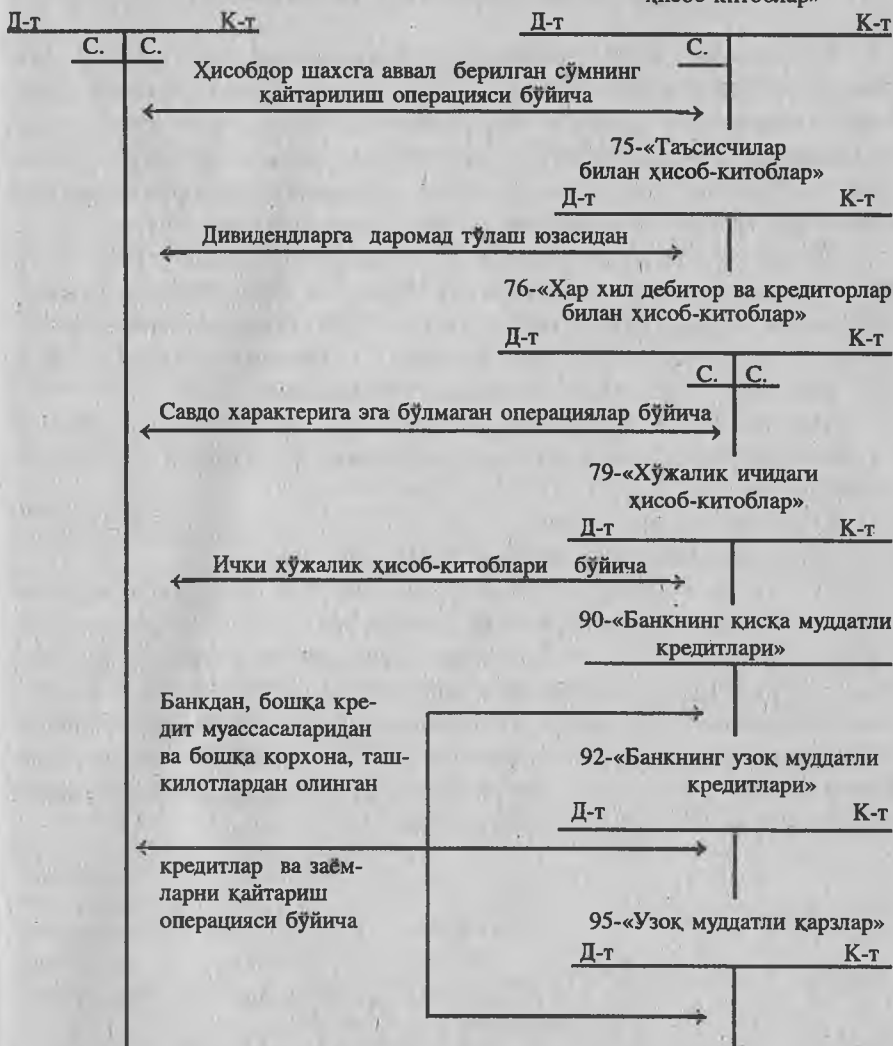 ҳисоб-китоблар»
Д-т К-т Д-т К-т
С. С. С.
Ҳисобдор шахсга аввал берилган сўмнинг
қайтарилиш операцияси бўйича
75-«Таъсисчилар
билан ҳисоб-китоблар»
Д-т К-т
Дивидендларга даромад тўлаш юзасидан
76-«Ҳар хил дебитор ва кредиторлар
билан ҳисоб-китоблар»
Д-т К-т
С. С.
Савдо характерига эга бўлмаган операциялар бўйича
79-«Хўжалик ичидаги
ҳисоб-китоблар»
Д-т К-т
Ички хўжалик ҳисоб-китоблари бўйича
90-«Банкнинг қисқа муддатли
кредитлари»
Банкдан, бошқа кре-
дит муассасаларидан
ва бошқа корхона, таш-
килотлардан олинган
92-«Банкнинг узоқ муддатли
кредитлари»
Д-т К-т
кредитлар ва заём-
ларни қайтариш
операцияси бўйича
95-«Узоқ муддатли қарзлар»
Д-т К-т